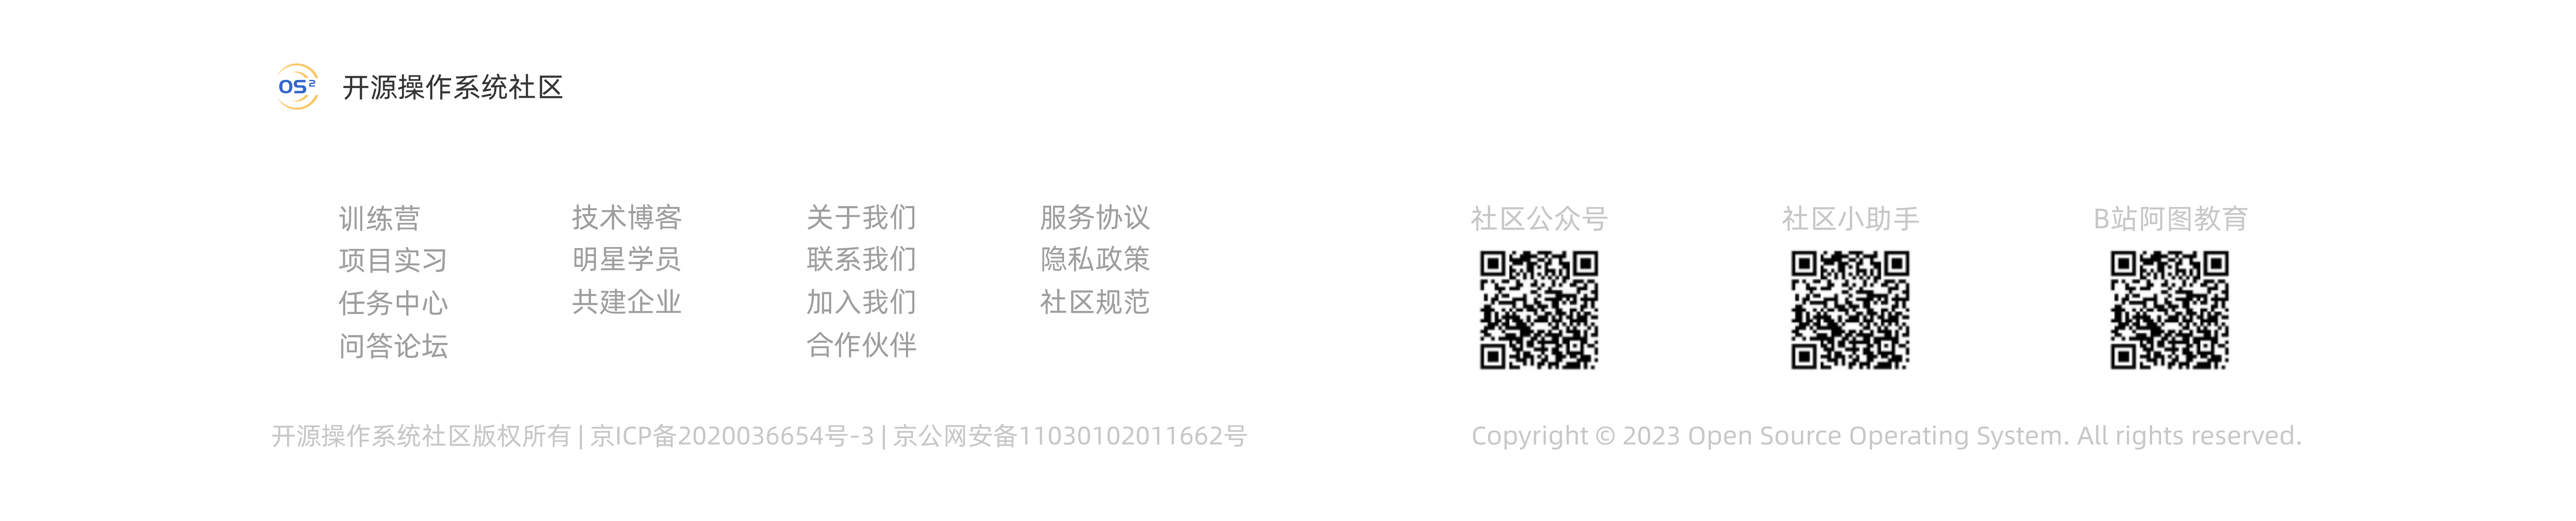 OS²
开源操作系统社区
训练营
项目实习
任务中心
问答论坛
技术博客
明星学员
共建企业
关于我们
联系我们
加入我们
合作伙伴
服务协议
隐私政策
社区规范
社区公众号
社区小助手
B站阿图教育
开源操作系统社区版权所有 | 京ICP备2020036654号-3 | 京公网安备11030102011662号
Copyright © 2023 Open Source Operating System. All rights reserved.